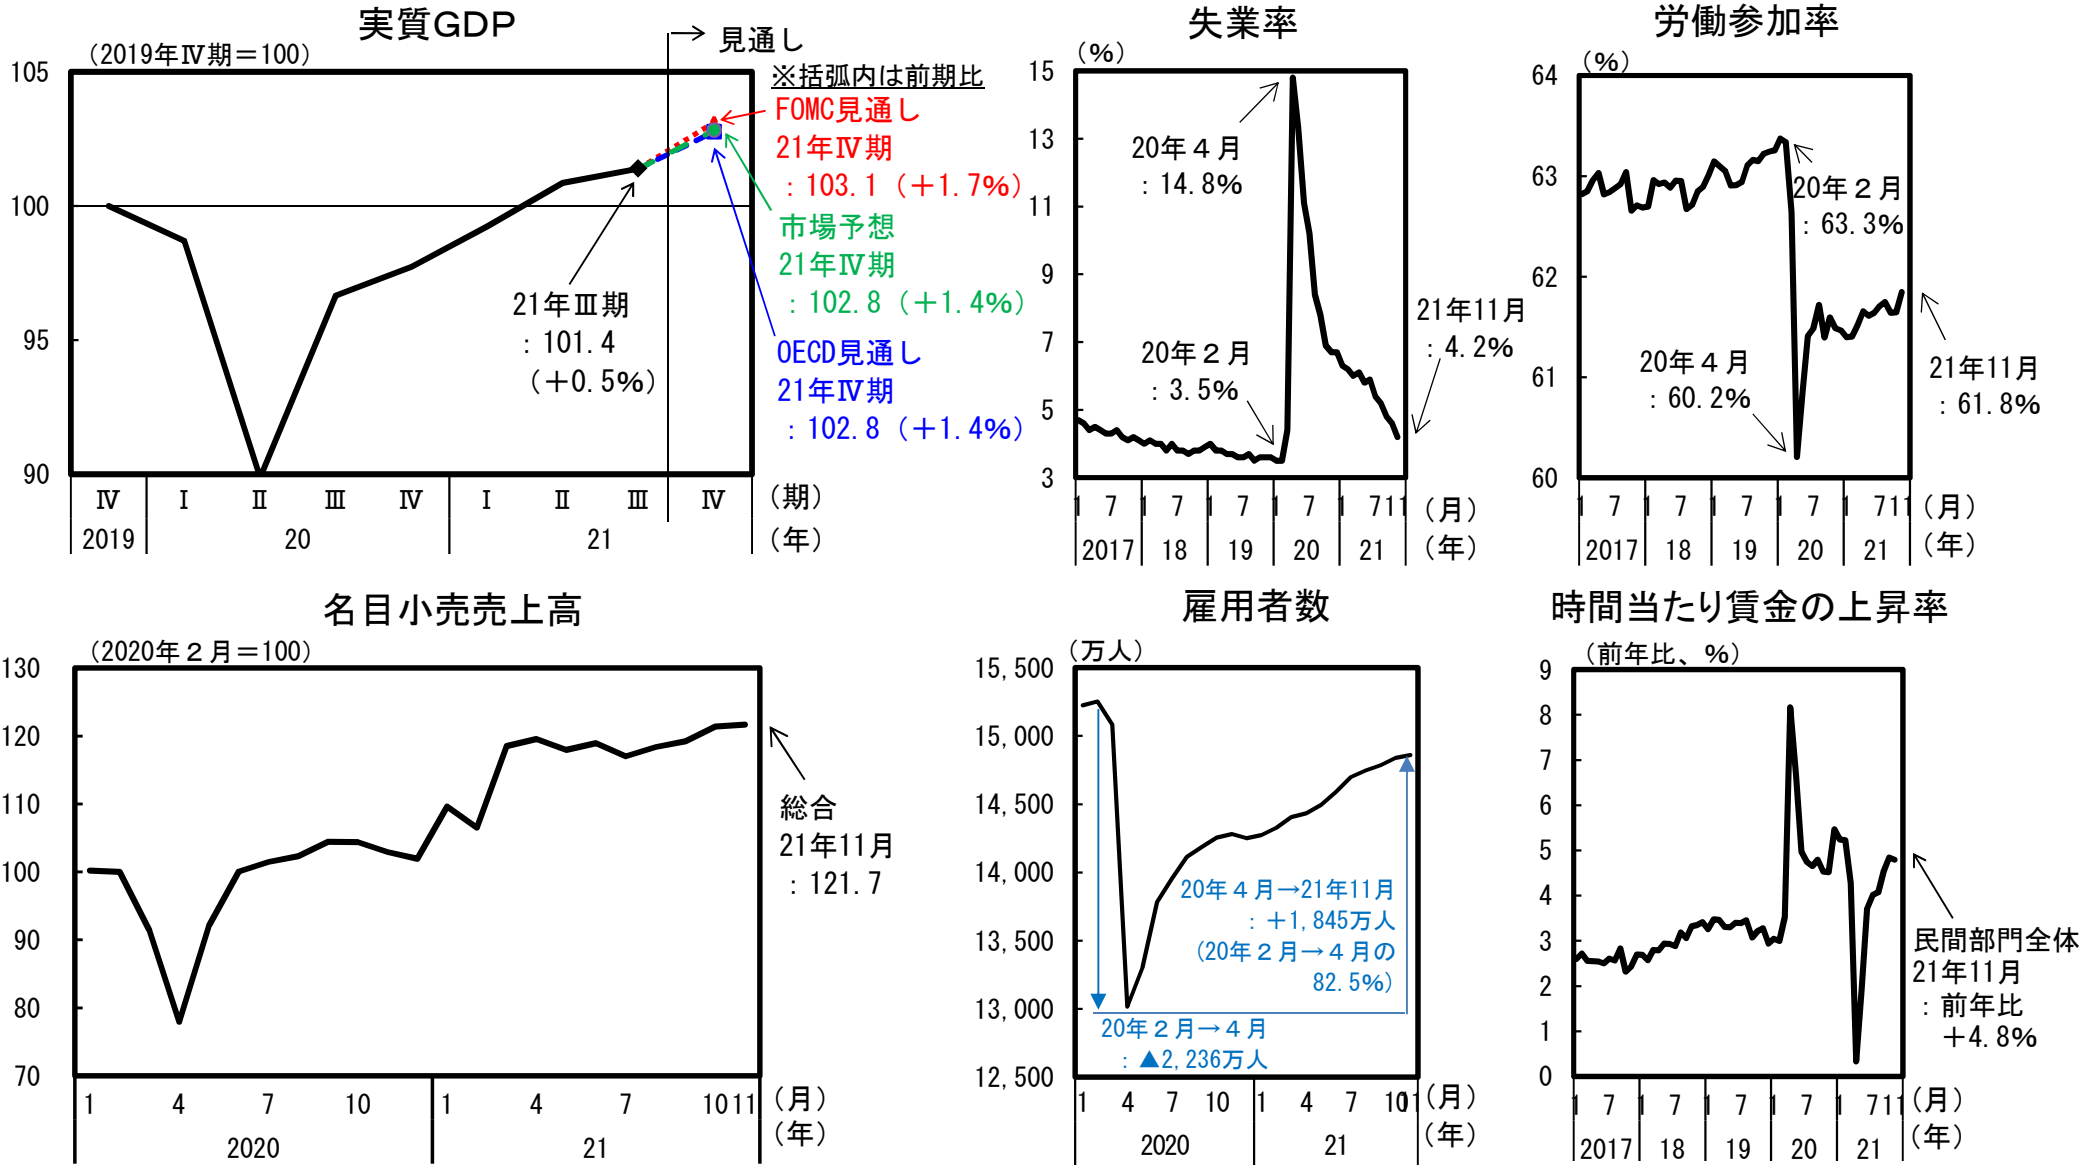 実質GDP
（2019年Ⅳ期＝100）
見通し
※括弧内は前期比
FOMC見通し
21年Ⅳ期
：103.1（＋1.7%）
市場予想
21年Ⅳ期
：102.8（＋1.4%）
OECD見通し
21年Ⅳ期
：102.8（＋1.4%）
21年Ⅲ期
：101.4
（＋0.5%）
105
100
95
90
Ⅳ Ⅰ Ⅱ Ⅲ Ⅳ Ⅰ Ⅱ Ⅲ Ⅳ （期）
2019 20 21 （年）
失業率
（%）
15
13
11
9
7
5
3
20年４月
：14.8%
20年２月
：3.5%
21年11月
：4.2%
1 7 1 7 1 7 1 7 1 7 11 （月）
2017 18 19 20 21 （年）
労働参加率
（%）
64
63
62
61
60
20年２月
：63.3%
20年４月
：60.2%
21年11月
：61.8%
1 7 1 7 1 7 1 7 1 7 11 （月）
2017 18 19 20 21 （年）
名目小売売上高
（2020年２月＝100）
130
120
110
100
90
80
70
総合
21年11月
：121.7
1 4 7 10 1 4 7 10 11 （月）
2020 21 （年）
雇用者数
（万人）
15,500
15,000
14,500
14,000
13,500
13,000
12,500
20年４月→21年11月
：＋1,845万人
(20年２月→４月の
82.5%)
20年２月→４月
：▲2,236万人
1 4 7 10 1 4 7 10 11 （月）
2020 21 （年）
時間当たり賃金の上昇率
（前年比、%）
9
8
7
6
5
4
3
2
1
0
民間部門全体
21年11月
：前年比
＋4.8%
1 7 1 7 1 7 1 7 1 7 11 （月）
2017 18 19 20 21 （年）